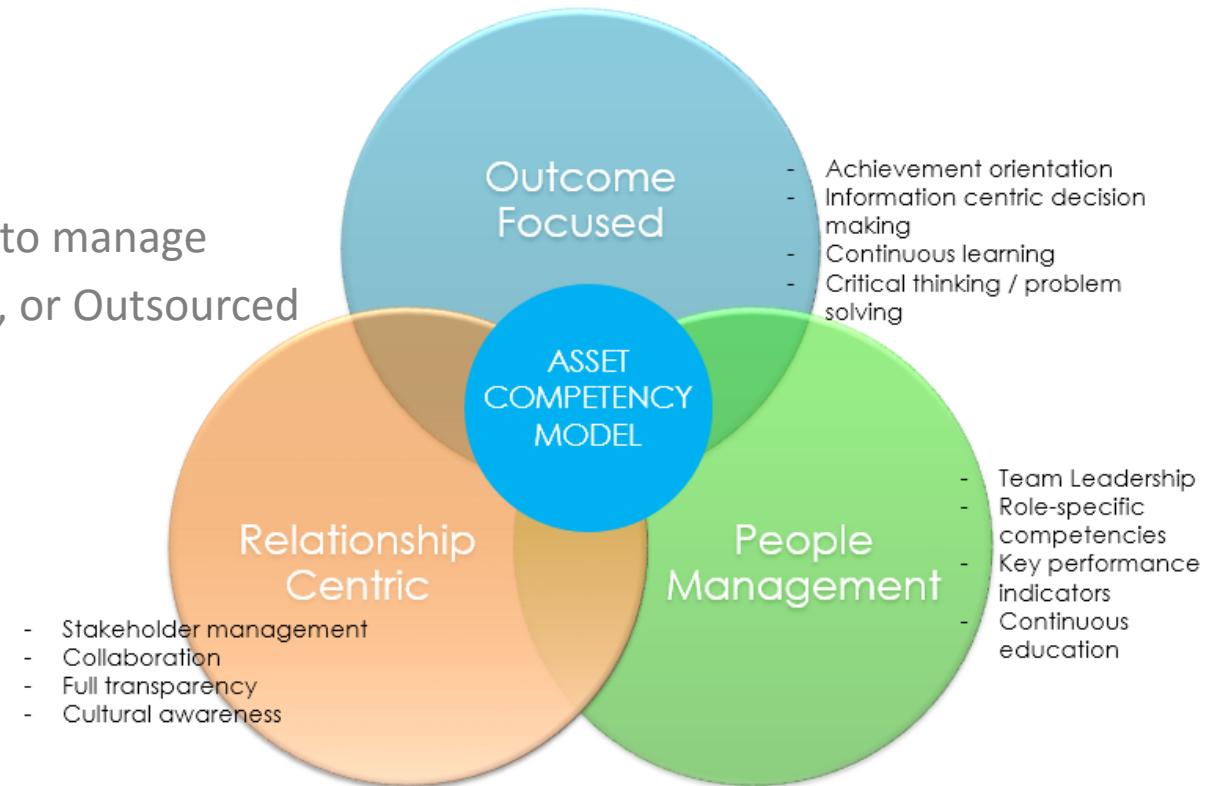 to manage
, or Outsourced
Outcome
Focused
- Achievement orientation
- Information centric decision
making
- Continuous learning
- Critical thinking / problem
solving
ASSET
COMPETENCY
MODEL
Relationship
Centric
- Stakeholder management
- Collaboration
- Full transparency
- Cultural awareness
People
Management
- Team Leadership
- Role-specific
competencies
- Key performance
indicators
- Continuous
education